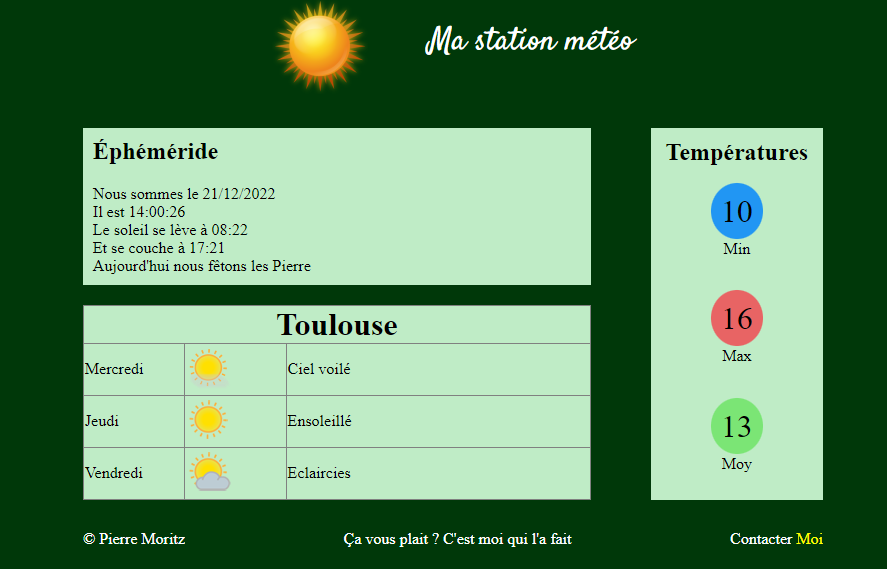 Ma station météo
Éphéméride
Nous sommes le 21/12/2022
Il est 14:00:26
Le soleil se lève à 08:22
Et se couche à 17:21
Aujourd'hui nous fêtons les Pierre
Toulouse
Mercredi Ciel voilé
Jeudi Ensoleillé
Vendredi Eclaircies
Températures
10
Min
16
Max
13
Moy
© Pierre Moritz Ça vous plait ? C'est moi qui l'a fait Contacter Moi